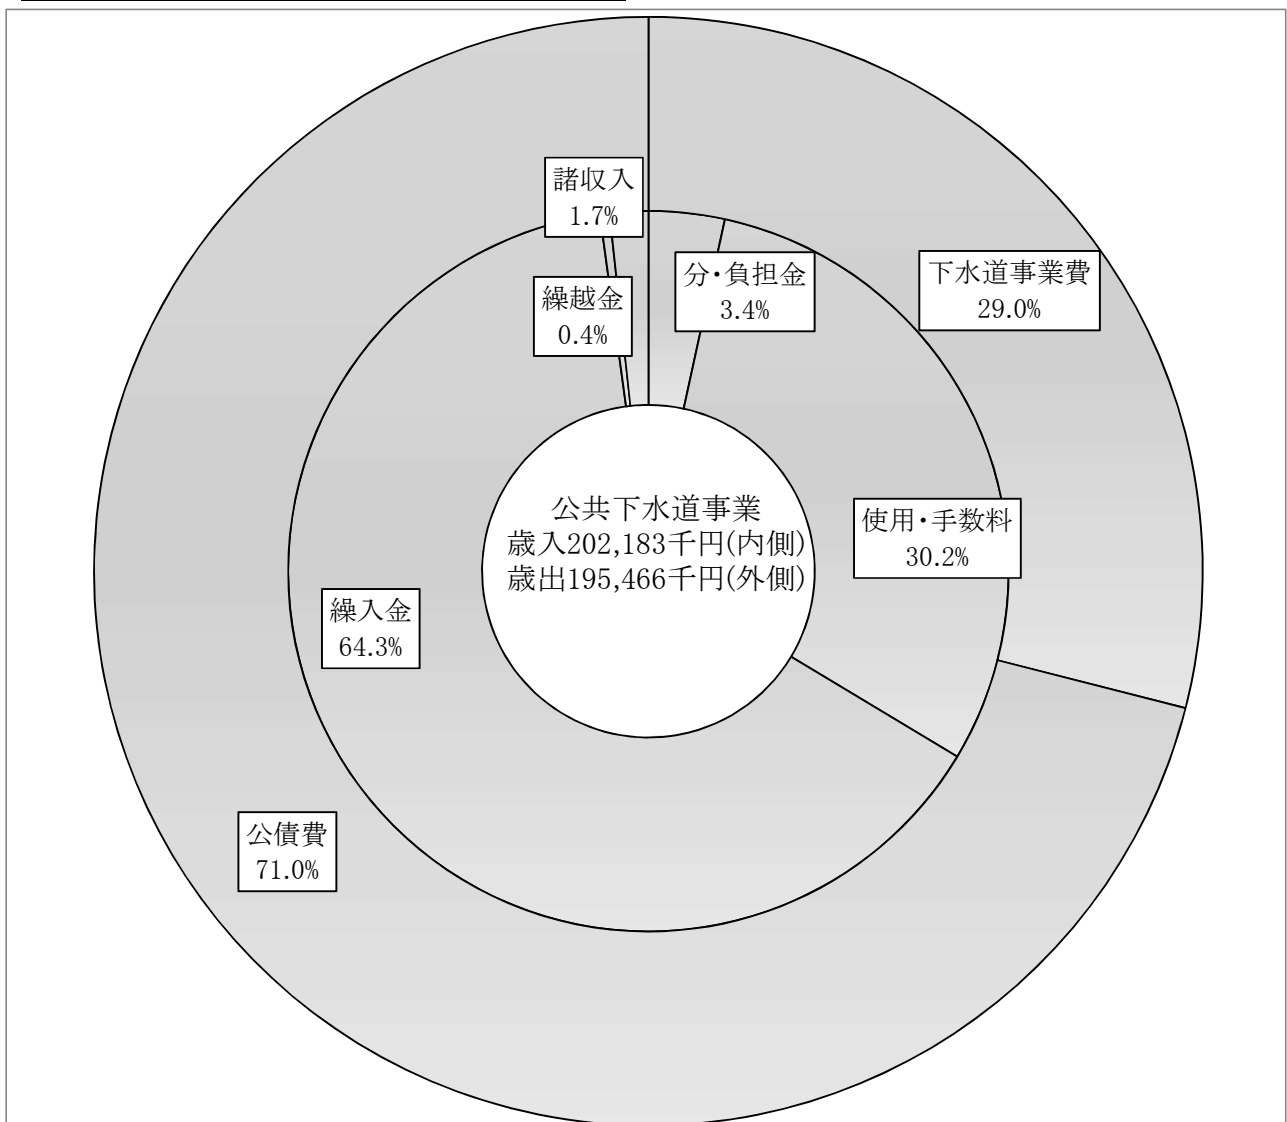 諸収入
1.7%
分・負担金
3.4%
下水道事業費
29.0%
繰越金
0.4%
公共下水道事業
歳入202,183千円(内側)
歳出195,466千円(外側)
使用・手数料
30.2%
繰入金
64.3%
公債費
71.0%